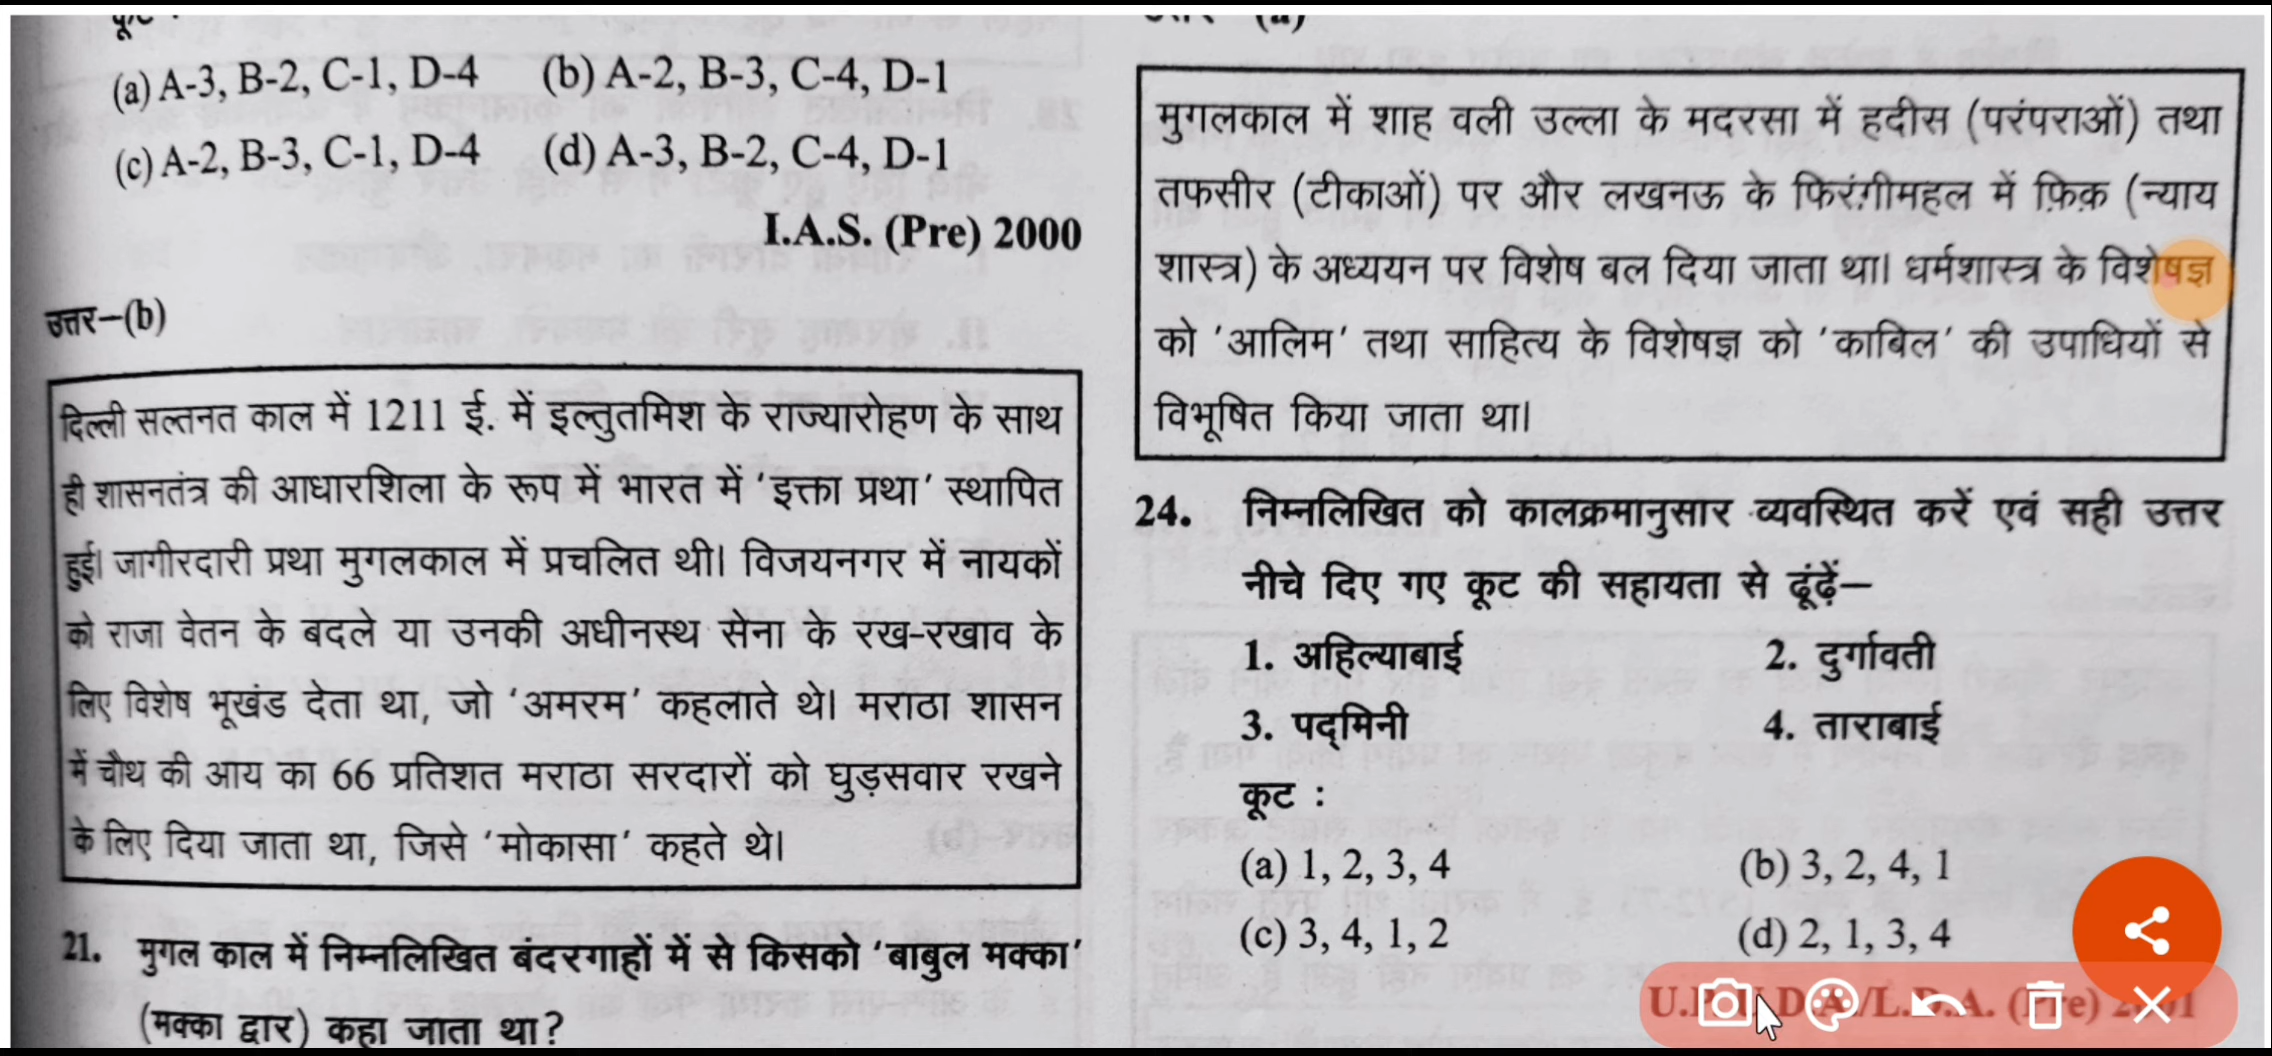 (a) A-3, B-2, C-1, D-4 (b) A-2, B-3, C-4, D-1
(c) A-2, B-3, C-1, D-4 (d) A-3, B-2, C-4, D-1
I.A.S. (Pre) 2000
उत्तर–(b)
दिल्ली सल्तनत काल में 1211 ई. में इल्तुतमिश के राज्यारोहण के साथ
ही शासनतंत्र की आधारशिला के रूप में भारत में 'इक्ता प्रथा' स्थापित
हुई। जागीरदारी प्रथा मुगलकाल में प्रचलित थी। विजयनगर में नायकों
को राजा वेतन के बदले या उनकी अधीनस्थ सेना के रख-रखाव के
लिए विशेष भूखंड देता था, जो 'अमरम' कहलाते थे। मराठा शासन
में चौथ की आय का 66 प्रतिशत मराठा सरदारों को घुड़सवार रखने
के लिए दिया जाता था, जिसे 'मोकासा' कहते थे।
21. मुगल काल में निम्नलिखित बंदरगाहों में से किसको 'बाबुल मक्का'
(मक्का द्वार) कहा जाता था?
मुगलकाल में शाह वली उल्ला के मदरसा में हदीस (परंपराओं) तथा
तफसीर (टीकाओं) पर और लखनऊ के फिरंगीमहल में फ़िक़ (न्याय
शास्त्र) के अध्ययन पर विशेष बल दिया जाता था। धर्मशास्त्र के विशेषज्ञ
को 'आलिम' तथा साहित्य के विशेषज्ञ को 'काबिल' की उपाधियों से
विभूषित किया जाता था।
24. निम्नलिखित को कालक्रमानुसार व्यवस्थित करें एवं सही उत्तर
नीचे दिए गए कूट की सहायता से ढूंढ़ें–
1. अहिल्याबाई 2. दुर्गावती
3. पद्मिनी 4. ताराबाई
कूट :
(a) 1, 2, 3, 4 (b) 3, 2, 4, 1
(c) 3, 4, 1, 2 (d) 2, 1, 3, 4